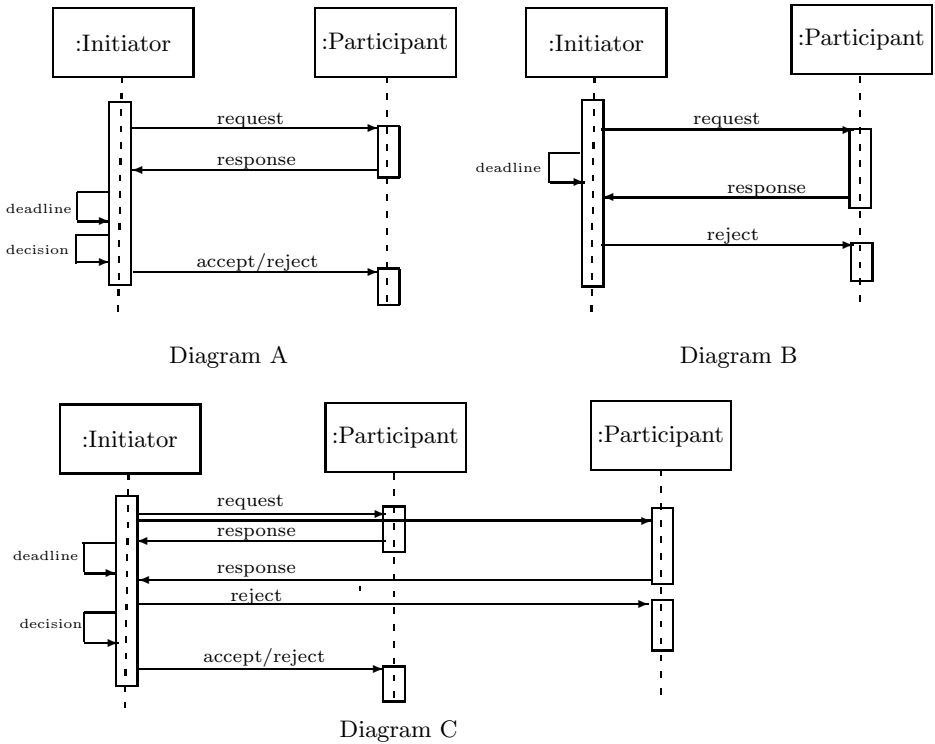 :Initiator
:Participant
request
response
deadline
decision
accept/reject
Diagram A
:Initiator
:Participant
request
deadline
response
reject
Diagram B
:Initiator
:Participant
:Participant
request
response
deadline
response
reject
decision
accept/reject
Diagram C